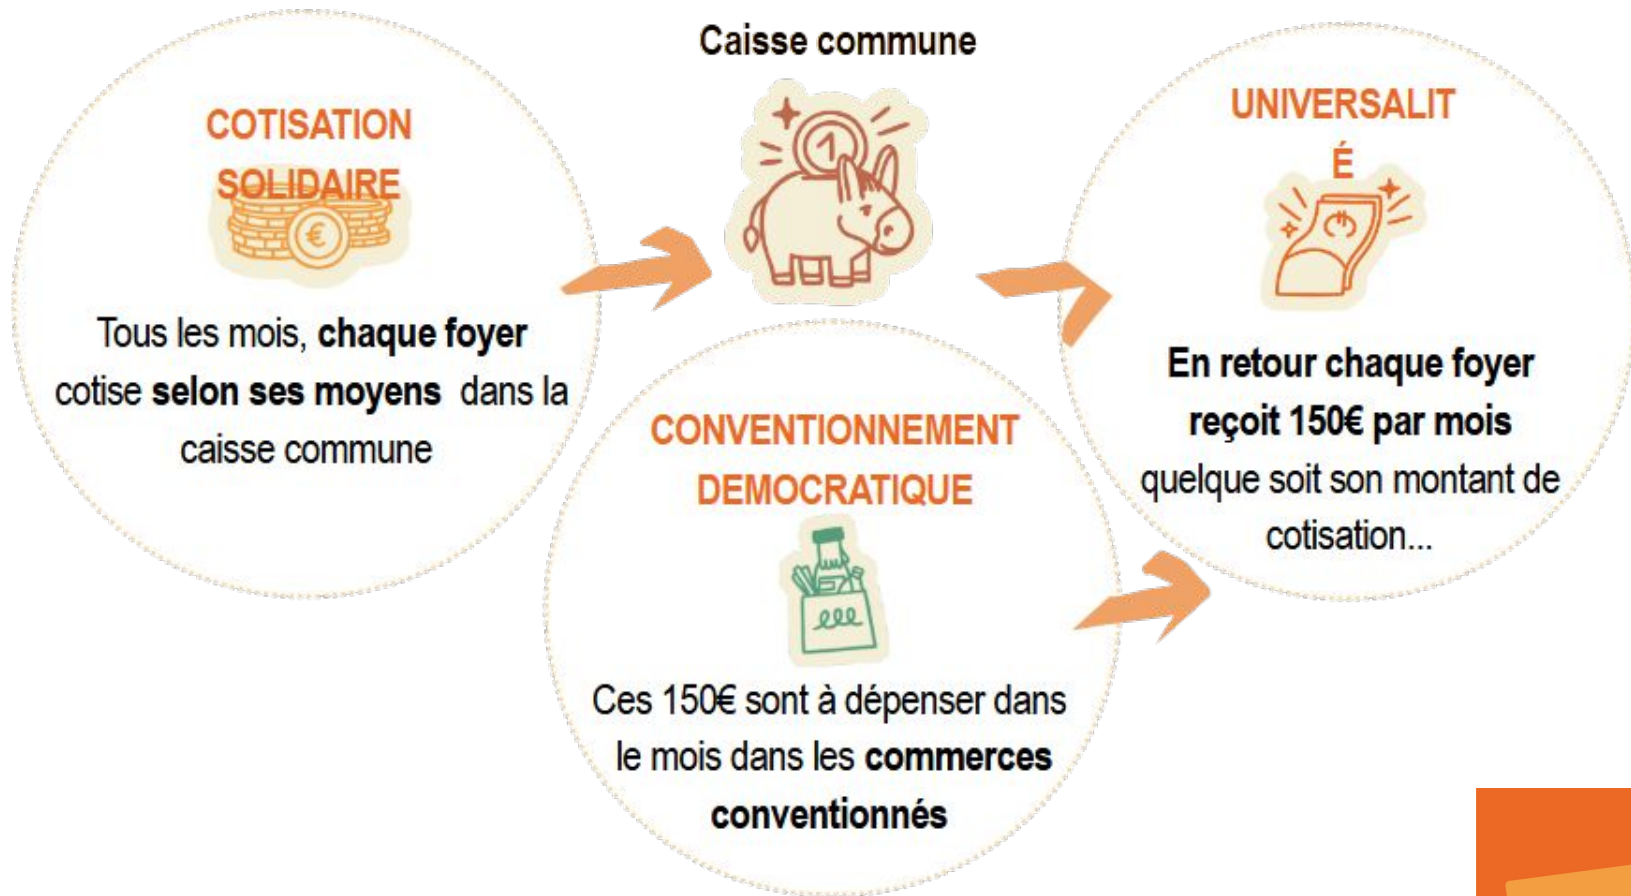 Caisse commune
COTISATION
SOLIDAIRE
€
Tous les mois, chaque foyer
cotise selon ses moyens dans la
caisse commune
1
UNIVERSALIT
É
En retour chaque foyer
reçoit 150€ par mois
quelque soit son montant de
cotisation...
CONVENTIONNEMENT
DEMOCRATIQUE
Ces 150€ sont à dépenser dans
le mois dans les commerces
conventionnés